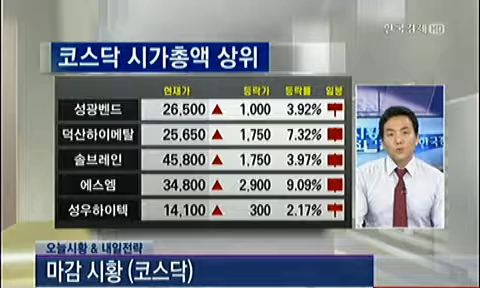 한국경제 HD
코스닥 시가총액 상위
현재가 등락가 등락률 일봉
성광벤드 26,500 ▲ 1,000 3.92%
덕산하이메탈 25,650 ▲ 1,750 7.32%
솔브레인 45,800 ▲ 1,750 3.97%
에스엠 34,800 ▲ 2,900 9.09%
성우하이텍 14,100 ▲ 300 2.17%
오늘시황 & 내일전략
마감 시황 (코스닥)